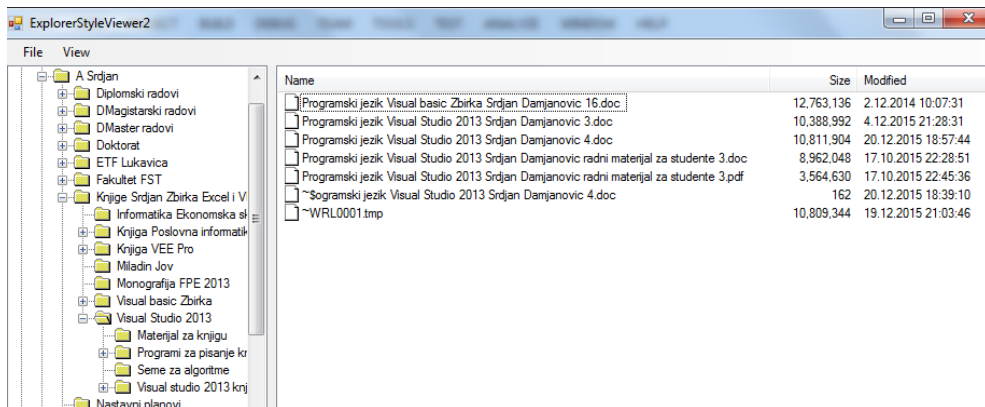 ExplorerStyleViewer2
File View
A Srdjan
Diplomski radovi
DMagistarski radovi
DMaster radovi
Doktorat
ETF Lukavica
Fakultet FST
Knjige Srdjan Zbirka Excel i V
Informatika Ekonomska sk
Knjiga Poslovna informatik
Knjiga VEE Pro
Miladin Jov
Monografija FPE 2013
Visual basic Zbirka
Visual Studio 2013
Materijal za knjigu
Programi za pisanje kr
Seme za algoritme
Visual studio 2013 knj
Nastavni planovi
Name Size Modified
Programski jezik Visual basic Zbirka Srdjan Damjanovic 16.doc 12,763,136 2.12.2014 10:07:31
Programski jezik Visual Studio 2013 Srdjan Damjanovic 3.doc 10,388,992 4.12.2015 21:28:31
Programski jezik Visual Studio 2013 Srdjan Damjanovic 4.doc 10,811,904 20.12.2015 18:57:44
Programski jezik Visual Studio 2013 Srdjan Damjanovic radni materijal za studente 3.doc 8,962,048 17.10.2015 22:28:51
Programski jezik Visual Studio 2013 Srdjan Damjanovic radni materijal za studente 3.pdf 3,564,630 17.10.2015 22:45:36
~$ogramski jezik Visual Studio 2013 Srdjan Damjanovic 4.doc 162 20.12.2015 18:39:10
~WRL0001.tmp 10,809,344 19.12.2015 21:03:46